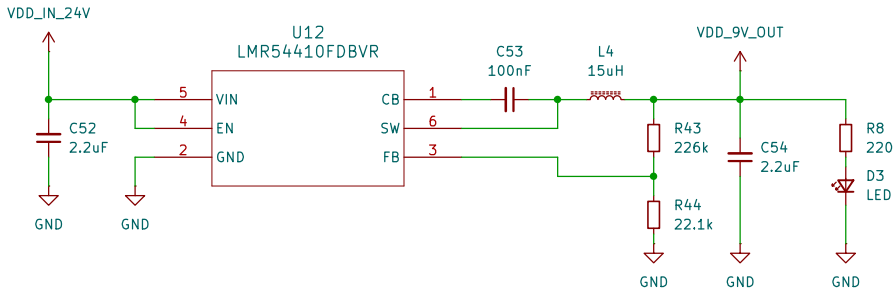 VDD_IN_24V
U12
LMR54410FDBVR
VDD_9V_OUT
C53
100nF
L4
15uH
5
VIN
CB
1
4
EN
SW
6
2
GND
FB
3
C52
2.2uF
R43
226k
C54
2.2uF
R8
220
D3
LED
R44
22.1k
GND
GND
GND
GND
GND